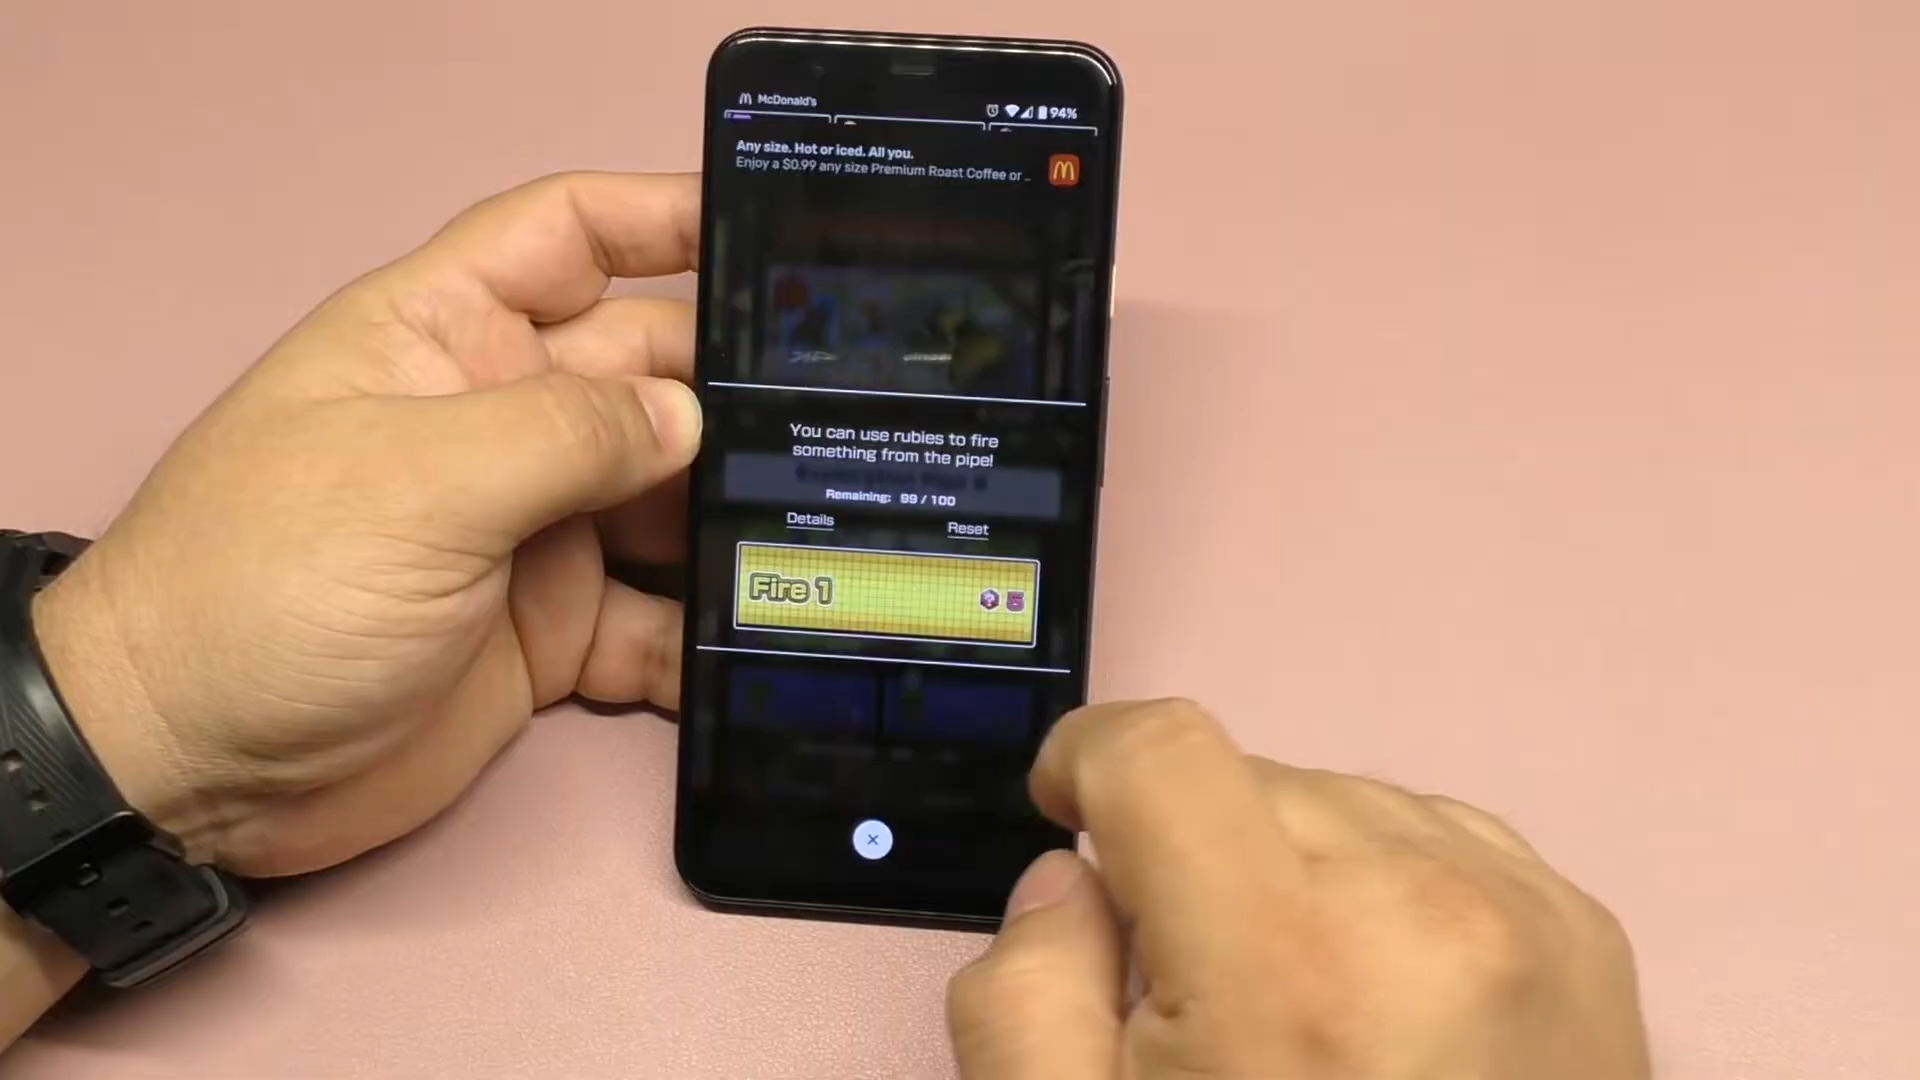 McDonald's
94%
Any size. Hot or iced. All you.
Enjoy a $0.99 any size Premium Roast Coffee or ..
You can use rubies to fire
something from the pipe!
Remaining: 99 / 100
Details Reset
Fire 1 5